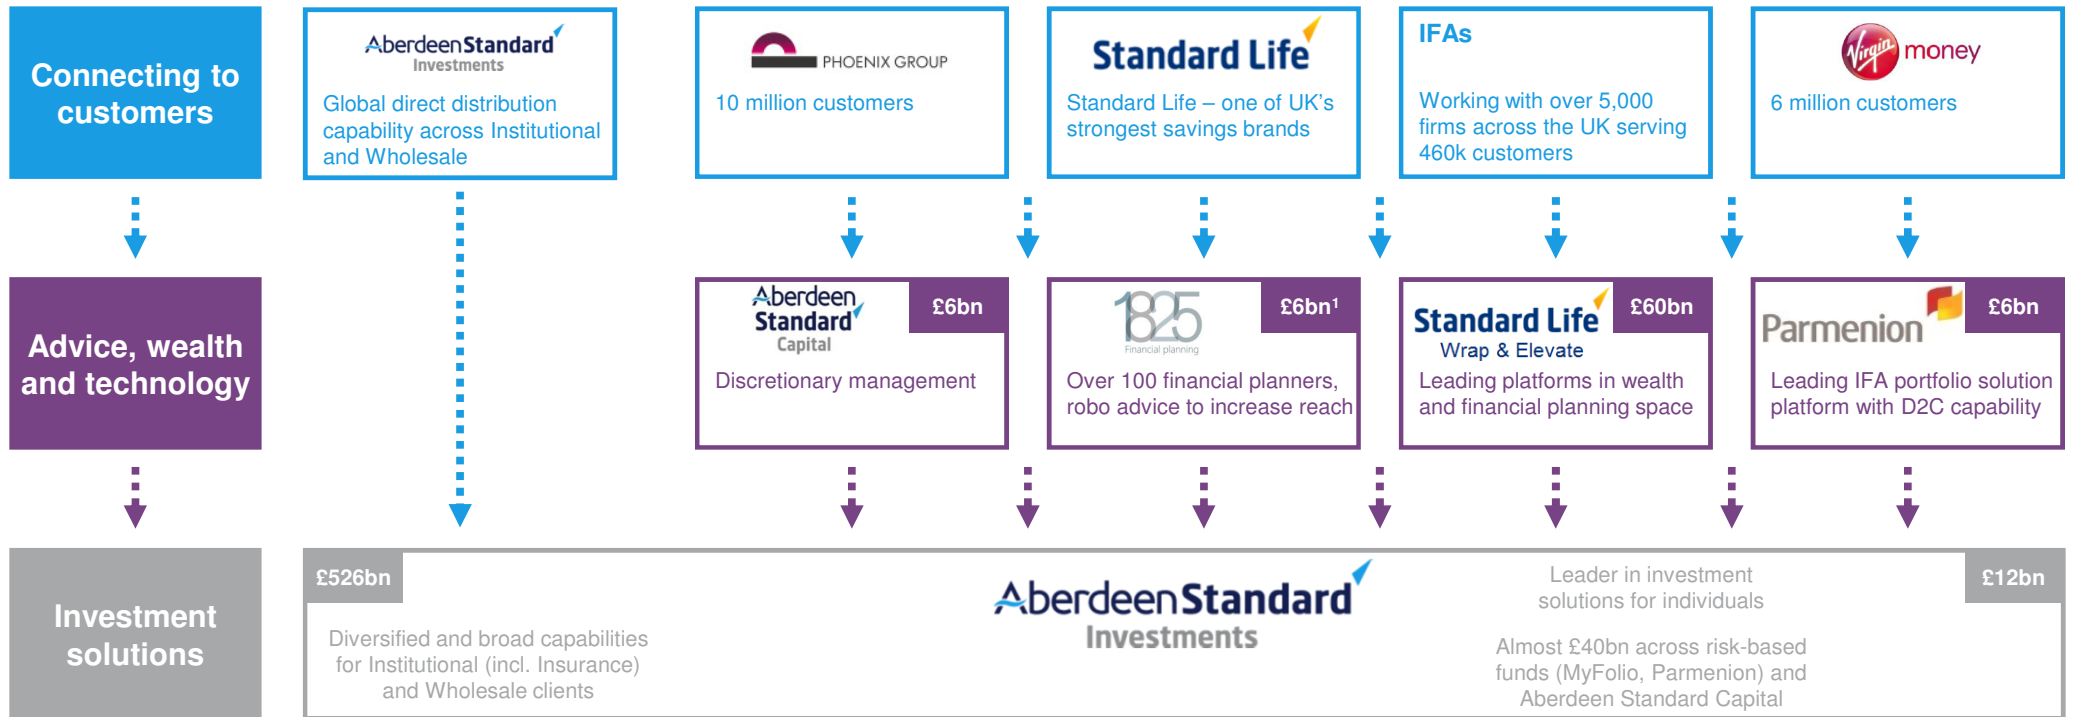 Connecting to
customers
Aberdeen Standard
Investments
Global direct distribution
capability across Institutional
and Wholesale
PHOENIX GROUP
10 million customers
Standard Life
Standard Life – one of UK's
strongest savings brands
IFAs
Working with over 5,000
firms across the UK serving
460k customers
Virgin money
6 million customers
Advice, wealth
and technology
Aberdeen
Standard
Capital
£6bn
Discretionary management
1825
Financial planning
£6bn¹
Over 100 financial planners,
robo advice to increase reach
Standard Life
Wrap & Elevate
£60bn
Leading platforms in wealth
and financial planning space
Parmenion
£6bn
Leading IFA portfolio solution
platform with D2C capability
Investment
solutions
£526bn
Diversified and broad capabilities
for Institutional (incl. Insurance)
and Wholesale clients
Aberdeen Standard
Investments
Leader in investment
solutions for individuals
Almost £40bn across risk-based
funds (MyFolio, Parmenion) and
Aberdeen Standard Capital
£12bn